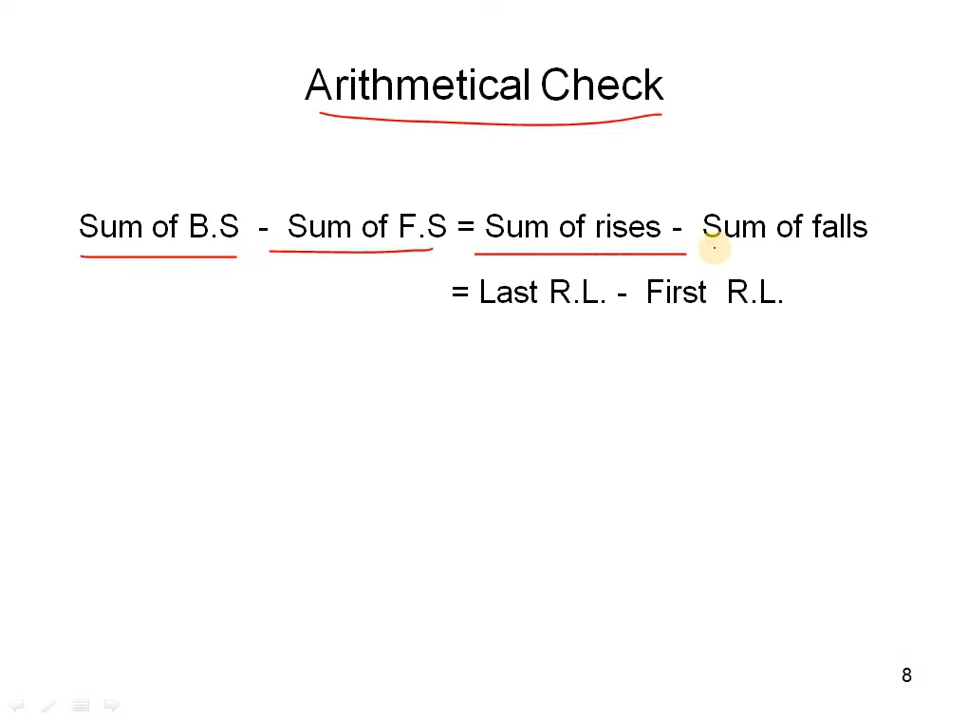 Arithmetical Check
Sum of B.S - Sum of F.S = Sum of rises - Sum of falls
= Last R.L. - First R.L.
8